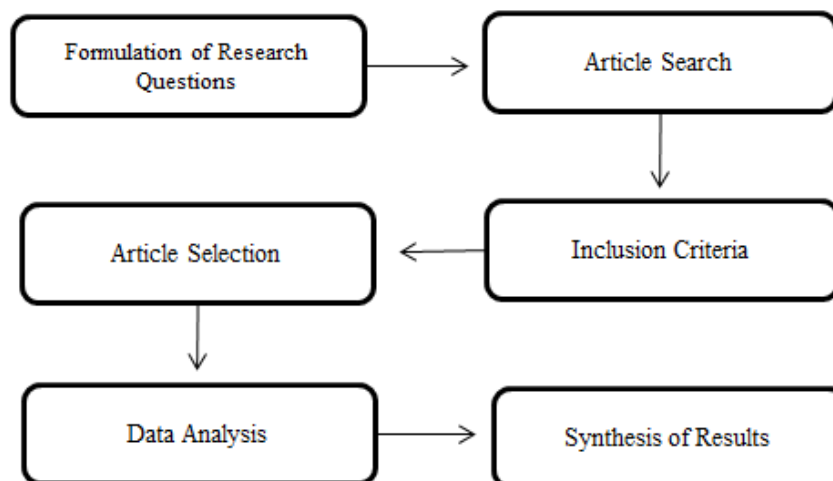 Formulation of Research
Questions
Article Search
Inclusion Criteria
Article Selection
Data Analysis
Synthesis of Results